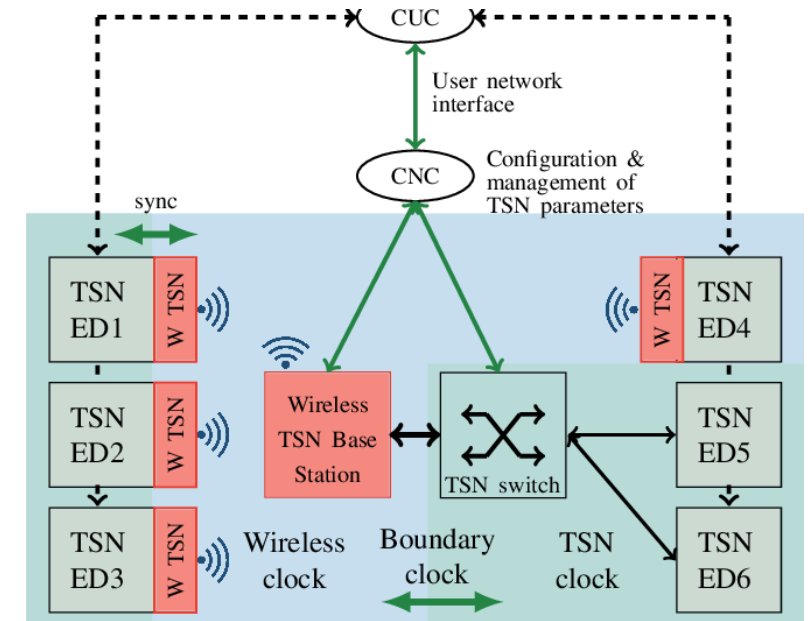 CUC
User network
interface
CNC
Configuration &
management of
TSN parameters
sync
TSN
ED1
W TSN
W TSN
TSN
ED4
Wireless
TSN Base
Station
TSN switch
TSN
ED2
W TSN
TSN
ED5
TSN
ED3
W TSN
Wireless
clock
Boundary
clock
TSN
clock
TSN
ED6